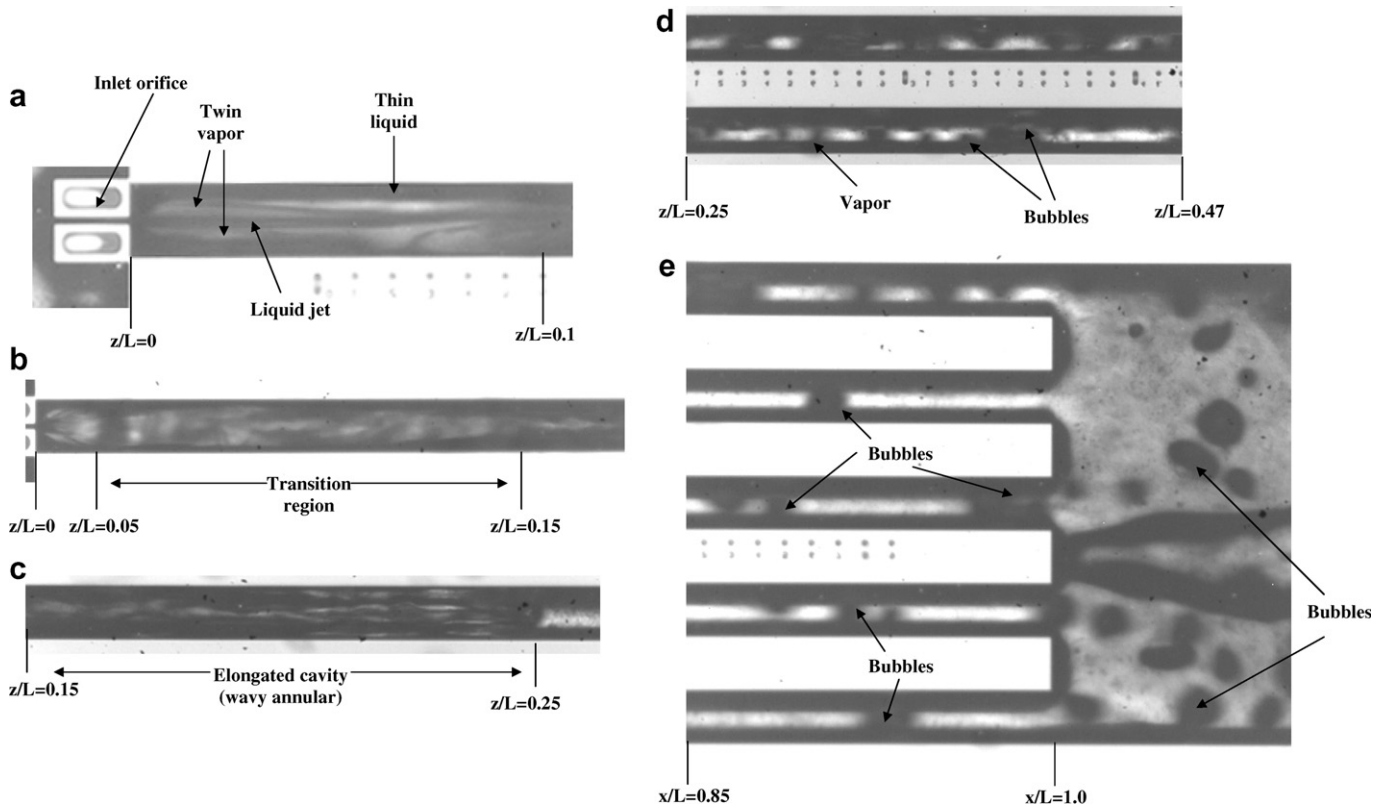 a
Inlet orifice
Twin
vapor
Thin
liquid
Liquid jet
z/L=0
z/L=0.1
b
Transition
region
z/L=0
z/L=0.05
z/L=0.15
c
Elongated cavity
(wavy annular)
z/L=0.15
z/L=0.25
d
Vapor
Bubbles
z/L=0.25
z/L=0.47
e
Bubbles
Bubbles
Bubbles
x/L=0.85
x/L=1.0